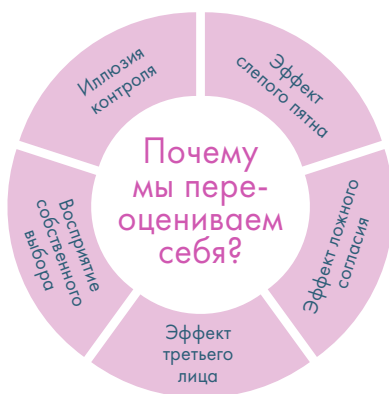 Почему
мы пере-
оцениваем
себя?
Эффект
слепого пятна
Эффект ложного
согласия
Эффект
третьего
лица
Восприятие
собственного
выбора
Иллюзия
контроля